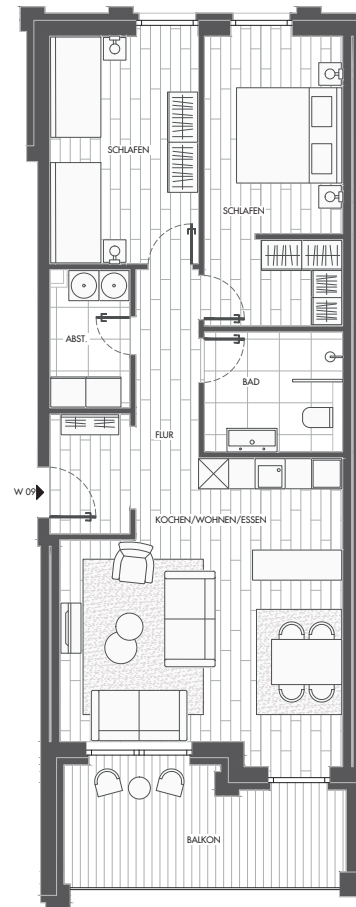 SCHLAFEN
SCHLAFEN
ABST.
BAD
FLUR
W 09
KOCHEN/WOHNEN/ESSEN
BALKON